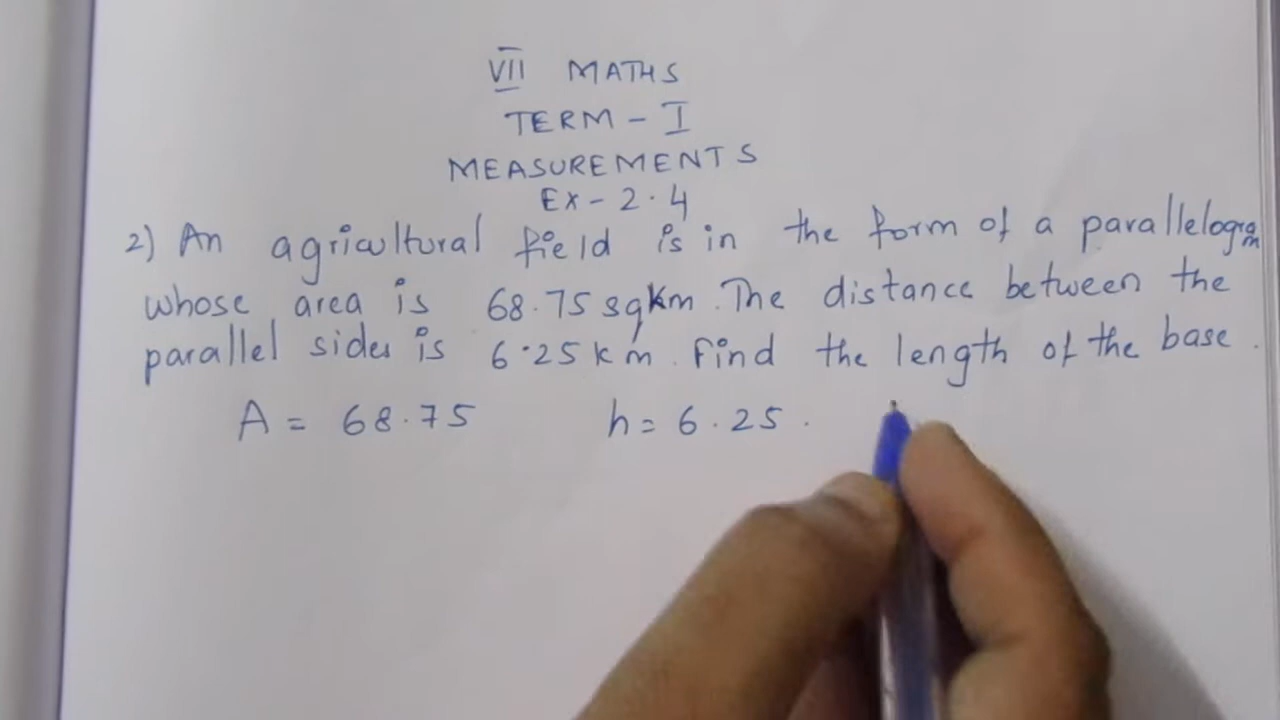 VII MATHS
TERM - I
MEASUREMENTS
EX - 2.4
2) An agricultural field is in the form of a parallelogram
whose area is 68.75 sqkm. The distance between the
parallel sides is 6.25 km. Find the length of the base.
A = 68.75 h = 6.25.